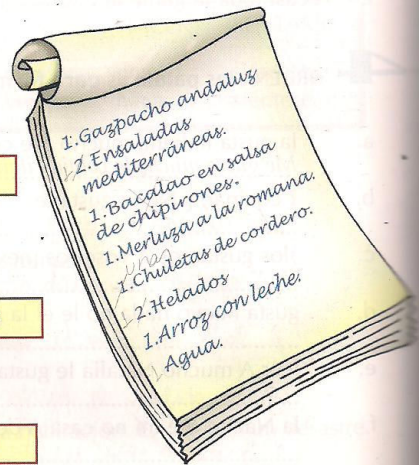 1.Gazpacho andaluz
2.Ensaladas
mediterráneas.
1.Bacalao en salsa
de chipirones.
1.Merluza a la romana.
una
1.Chuletas de cordero.
2.Helados
1.Arroz con leche.
Agua.